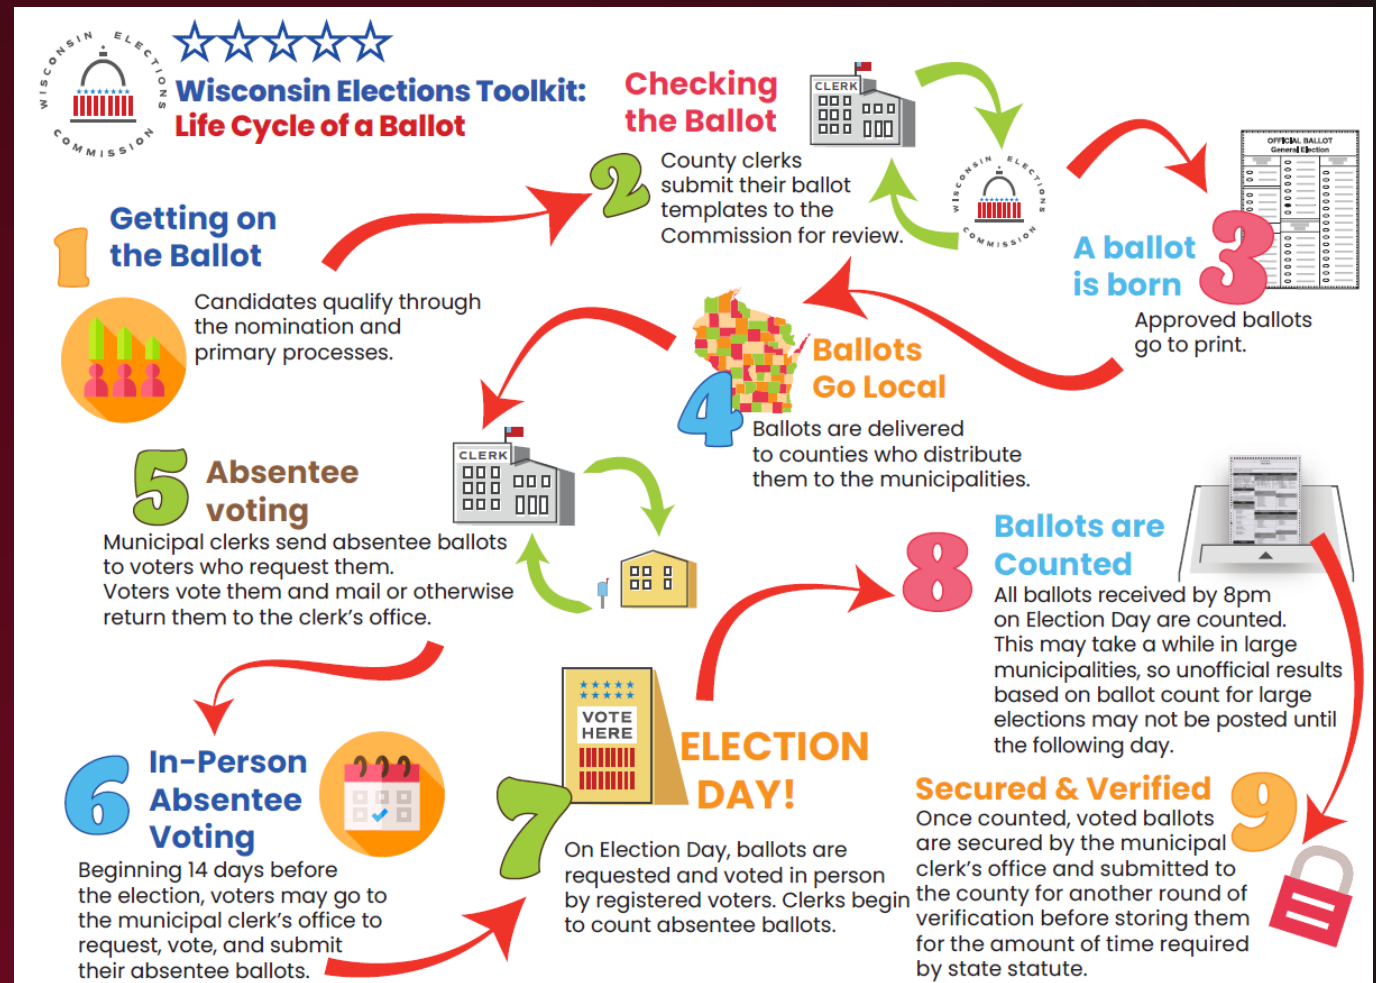 WISCONSIN ELECTIONS COMMISSION
Wisconsin Elections Toolkit:
Life Cycle of a Ballot
1
Getting on
the Ballot
Candidates qualify through
the nomination and
primary processes.
2
Checking
the Ballot
County clerks
submit their ballot
templates to the
Commission for review.
CLERK
WISCONSIN ELECTIONS COMMISSION
OFFICIAL BALLOT
General Election
3
A ballot
is born
Approved ballots
go to print.
4
Ballots
Go Local
Ballots are delivered
to counties who distribute
them to the municipalities.
5
Absentee
voting
Municipal clerks send absentee ballots
to voters who request them.
Voters vote them and mail or otherwise
return them to the clerk's office.
CLERK
6
In-Person
Absentee
Voting
Beginning 14 days before
the election, voters may go to
the municipal clerk's office to
request, vote, and submit
their absentee ballots.
7
VOTE
HERE
ELECTION
DAY!
On Election Day, ballots are
requested and voted in person
by registered voters. Clerks begin
to count absentee ballots.
8
Ballots are
Counted
All ballots received by 8pm
on Election Day are counted.
This may take a while in large
municipalities, so unofficial results
based on ballot count for large
elections may not be posted until
the following day.
9
Secured & Verified
Once counted, voted ballots
are secured by the municipal
clerk's office and submitted to
the county for another round of
verification before storing them
for the amount of time required
by state statute.